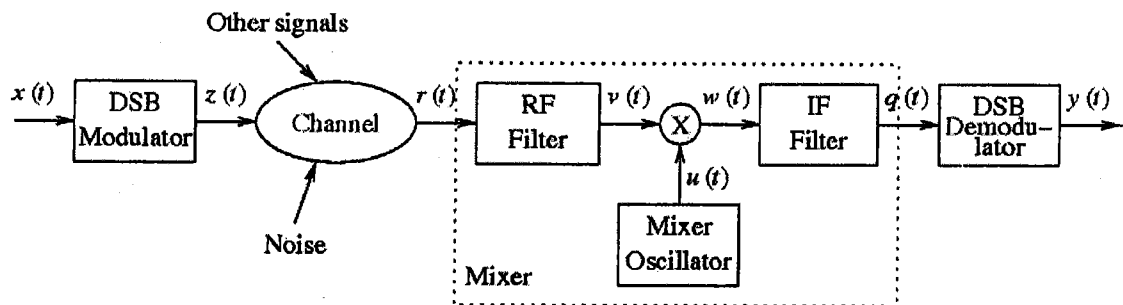 Other signals
x (t)
DSB
Modulator
z (t)
Channel
r (t)
RF
Filter
v (t)
X
w (t)
IF
Filter
q (t)
DSB
Demodu–
lator
y (t)
u (t)
Noise
Mixer
Oscillator
Mixer